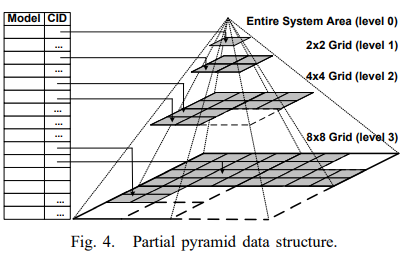 Model CID
Entire System Area (level 0)
2x2 Grid (level 1)
4x4 Grid (level 2)
8x8 Grid (level 3)
...
...
...
...
...
...
...
Fig. 4. Partial pyramid data structure.